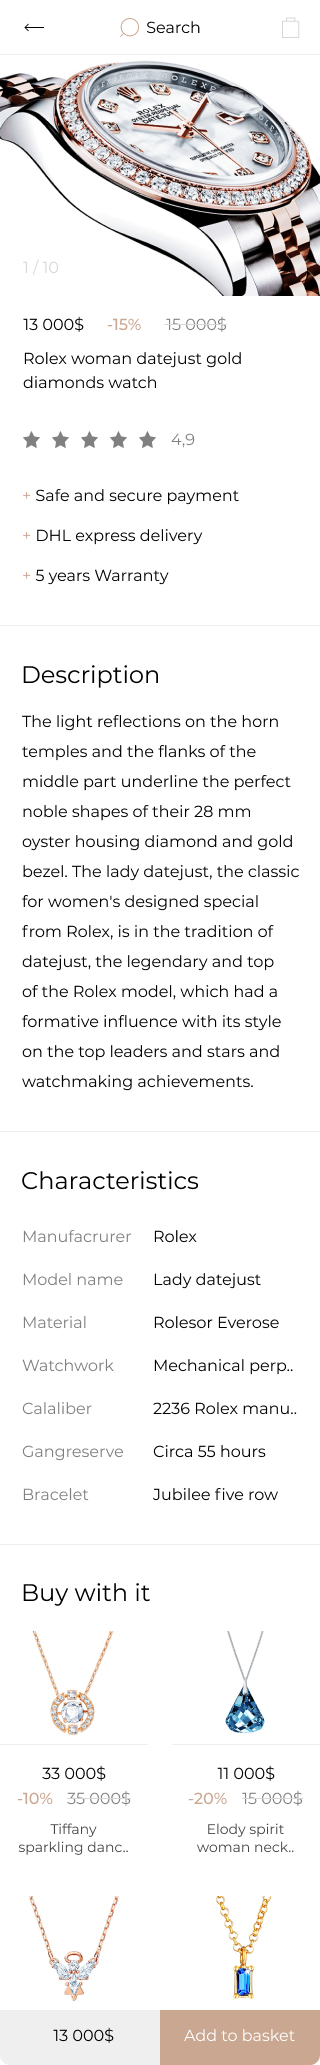 Search
ROLEX
OYSTER PERPETUAL
DATEJUST
1 / 10
13 000$ -15% 15 000$
Rolex woman datejust gold
diamonds watch
4,9
+ Safe and secure payment
+ DHL express delivery
+ 5 years Warranty
Description
The light reflections on the horn
temples and the flanks of the
middle part underline the perfect
noble shapes of their 28 mm
oyster housing diamond and gold
bezel. The lady datejust, the classic
for women's designed special
from Rolex, is in the tradition of
datejust, the legendary and top
of the Rolex model, which had a
formative influence with its style
on the top leaders and stars and
watchmaking achievements.
Characteristics
Manufacrurer Rolex
Model name Lady datejust
Material Rolesor Everose
Watchwork Mechanical perp..
Calaliber 2236 Rolex manu..
Gangreserve Circa 55 hours
Bracelet Jubilee five row
Buy with it
33 000$
-10% 35 000$
Tiffany
sparkling danc..
11 000$
-20% 15 000$
Elody spirit
woman neck..
13 000$
Add to basket